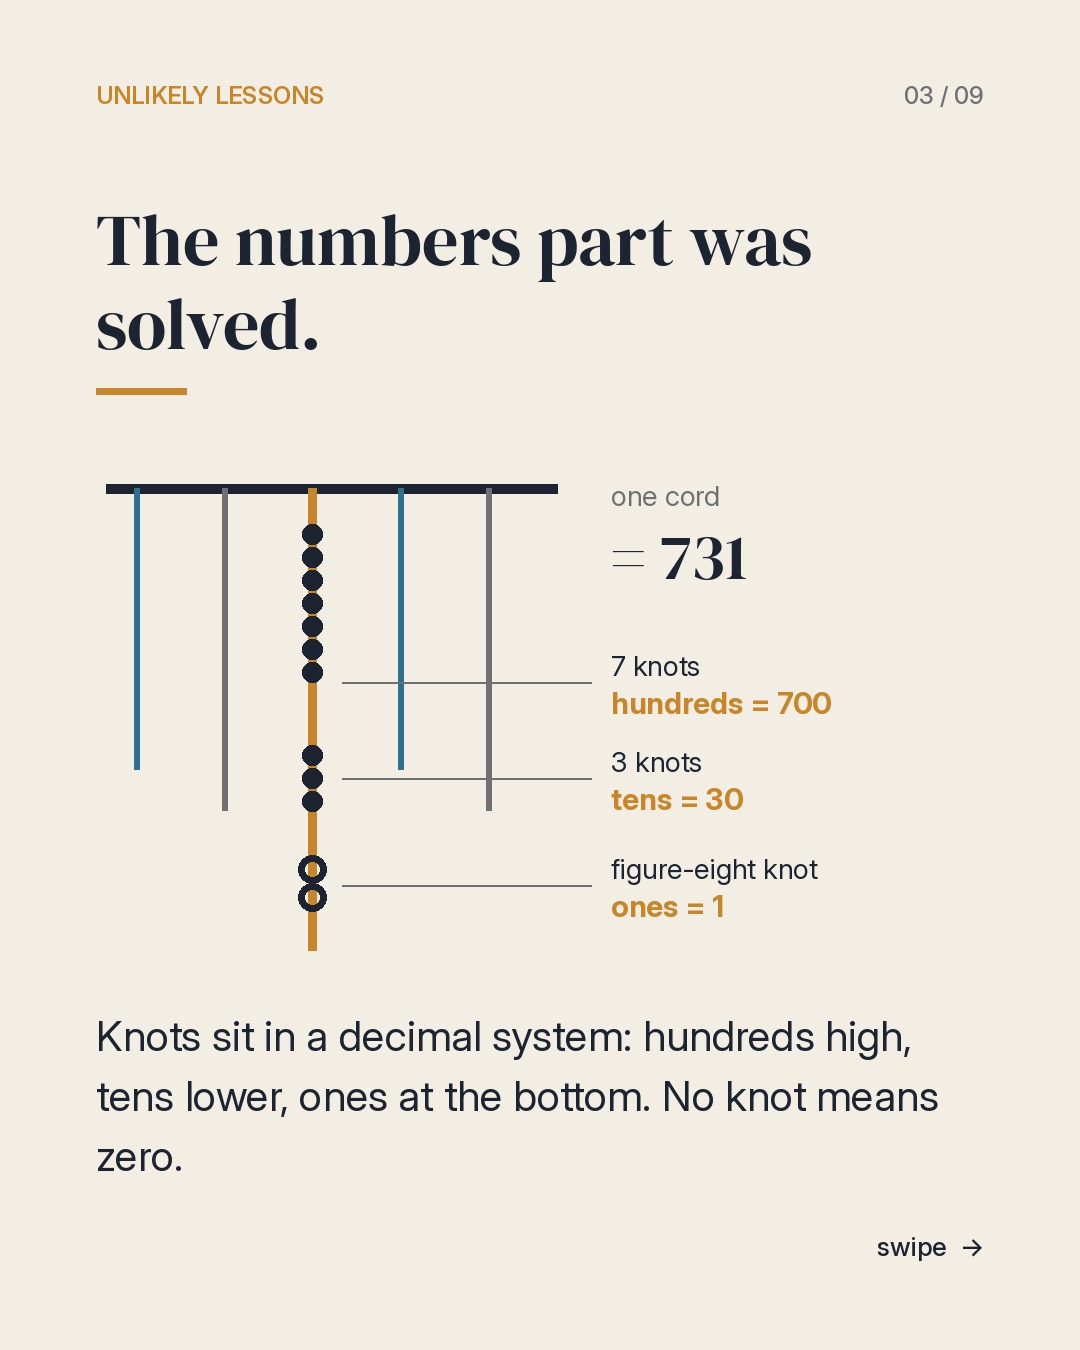 UNLIKELY LESSONS
03 / 09
The numbers part was
solved.
one cord
= 731
7 knots
hundreds = 700
3 knots
tens = 30
figure-eight knot
ones = 1
Knots sit in a decimal system: hundreds high,
tens lower, ones at the bottom. No knot means
zero.
swipe →